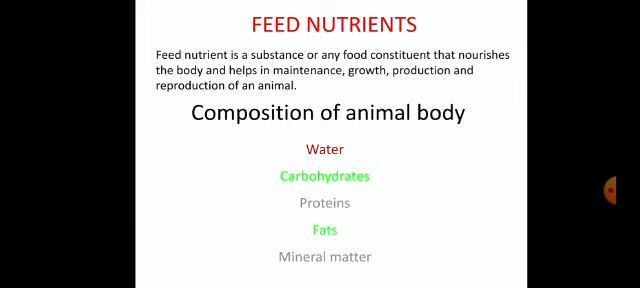 FEED NUTRIENTS
Feed nutrient is a substance or any food constituent that nourishes
the body and helps in maintenance, growth, production and
reproduction of an animal.
Composition of animal body
Water
Carbohydrates
Proteins
Fats
Mineral matter